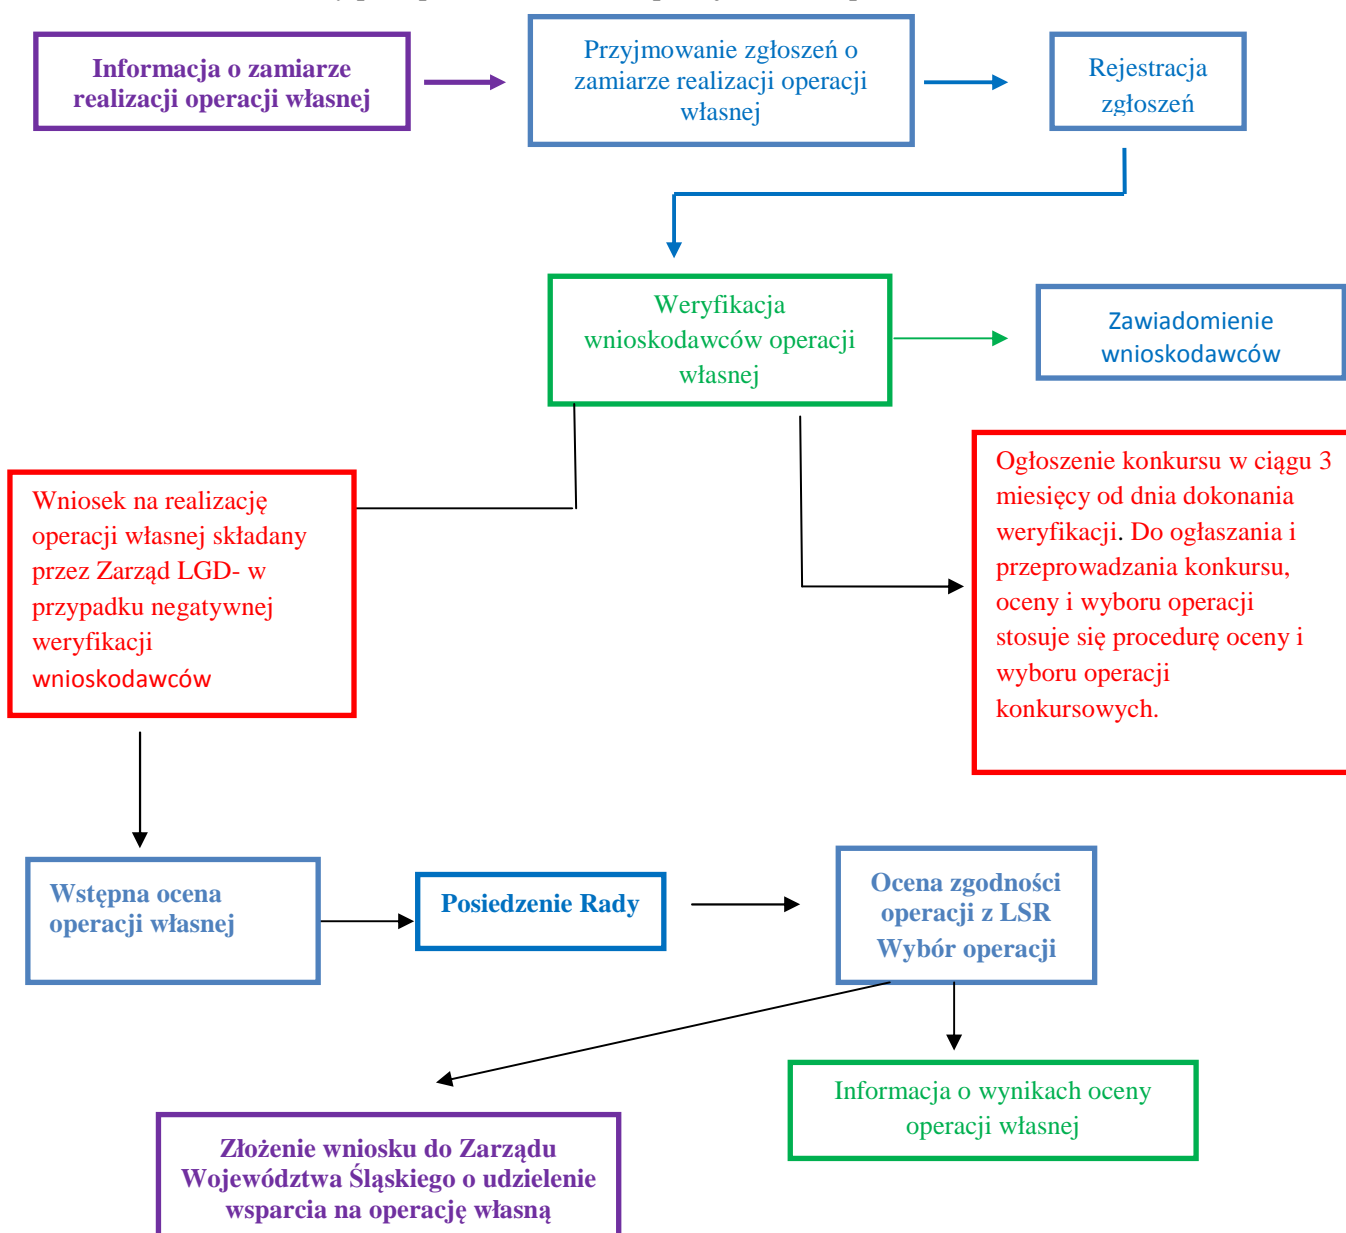 Informacja o zamiarze
realizacji operacji własnej
Przyjmowanie zgłoszeń o
zamiarze realizacji operacji
własnej
Rejestracja
zgłoszeń
Weryfikacja
wnioskodawców operacji
własnej
Zawiadomienie
wnioskodawców
Wniosek na realizację
operacji własnej składany
przez Zarząd LGD- w
przypadku negatywnej
weryfikacji
wnioskodawców
Ogłoszenie konkursu w ciągu 3
miesięcy od dnia dokonania
weryfikacji. Do ogłaszania i
przeprowadzania konkursu,
oceny i wyboru operacji
stosuje się procedurę oceny i
wyboru operacji
konkursowych.
Wstępna ocena
operacji własnej
Posiedzenie Rady
Ocena zgodności
operacji z LSR
Wybór operacji
Informacja o wynikach oceny
operacji własnej
Złożenie wniosku do Zarządu
Województwa Śląskiego o udzielenie
wsparcia na operację własną